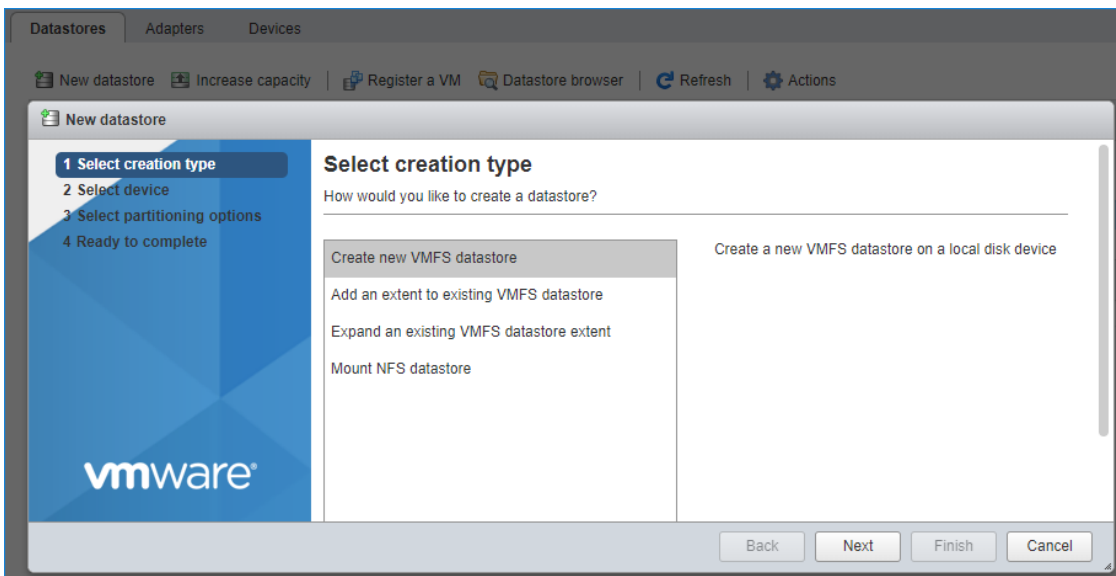 Datastores Adapters Devices
New datastore Increase capacity Register a VM Datastore browser Refresh Actions
New datastore
1 Select creation type
2 Select device
3 Select partitioning options
4 Ready to complete
vmware®
Select creation type
How would you like to create a datastore?
Create new VMFS datastore
Add an extent to existing VMFS datastore
Expand an existing VMFS datastore extent
Mount NFS datastore
Create a new VMFS datastore on a local disk device
Back Next Finish Cancel